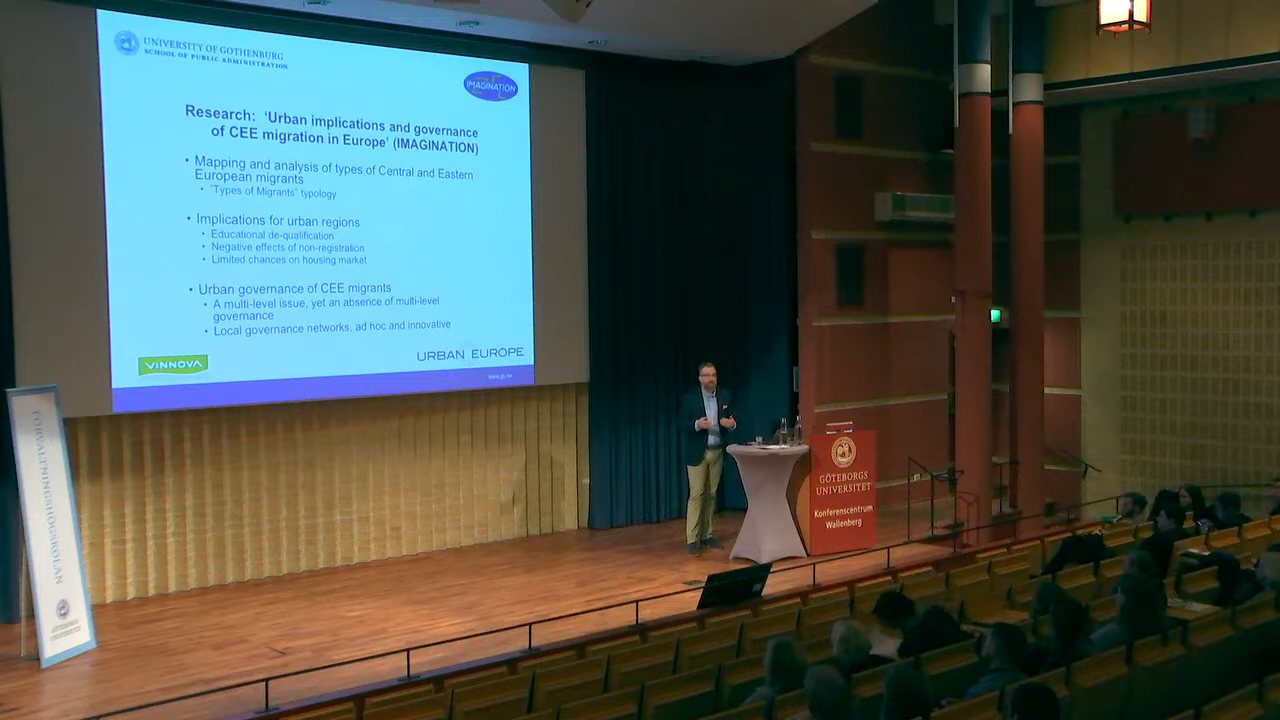 UNIVERSITY OF GOTHENBURG
SCHOOL OF PUBLIC ADMINISTRATION
IMAGINATION
Research: 'Urban implications and governance
of CEE migration in Europe' (IMAGINATION)
• Mapping and analysis of types of Central and Eastern
European migrants
• "Types of Migrants" typology
• Implications for urban regions
• Educational de-qualification
• Negative effects of non-registration
• Limited chances on housing market
• Urban governance of CEE migrants
• A multi-level issue, yet an absence of multi-level
governance
• Local governance networks, ad hoc and innovative
VINNOVA
URBAN EUROPE
www.gu.se
FÖRVALTNINGSHÖGSKOLAN
GÖTEBORGS
UNIVERSITET
GÖTEBORGS
UNIVERSITET
Konferenscentrum
Wallenberg